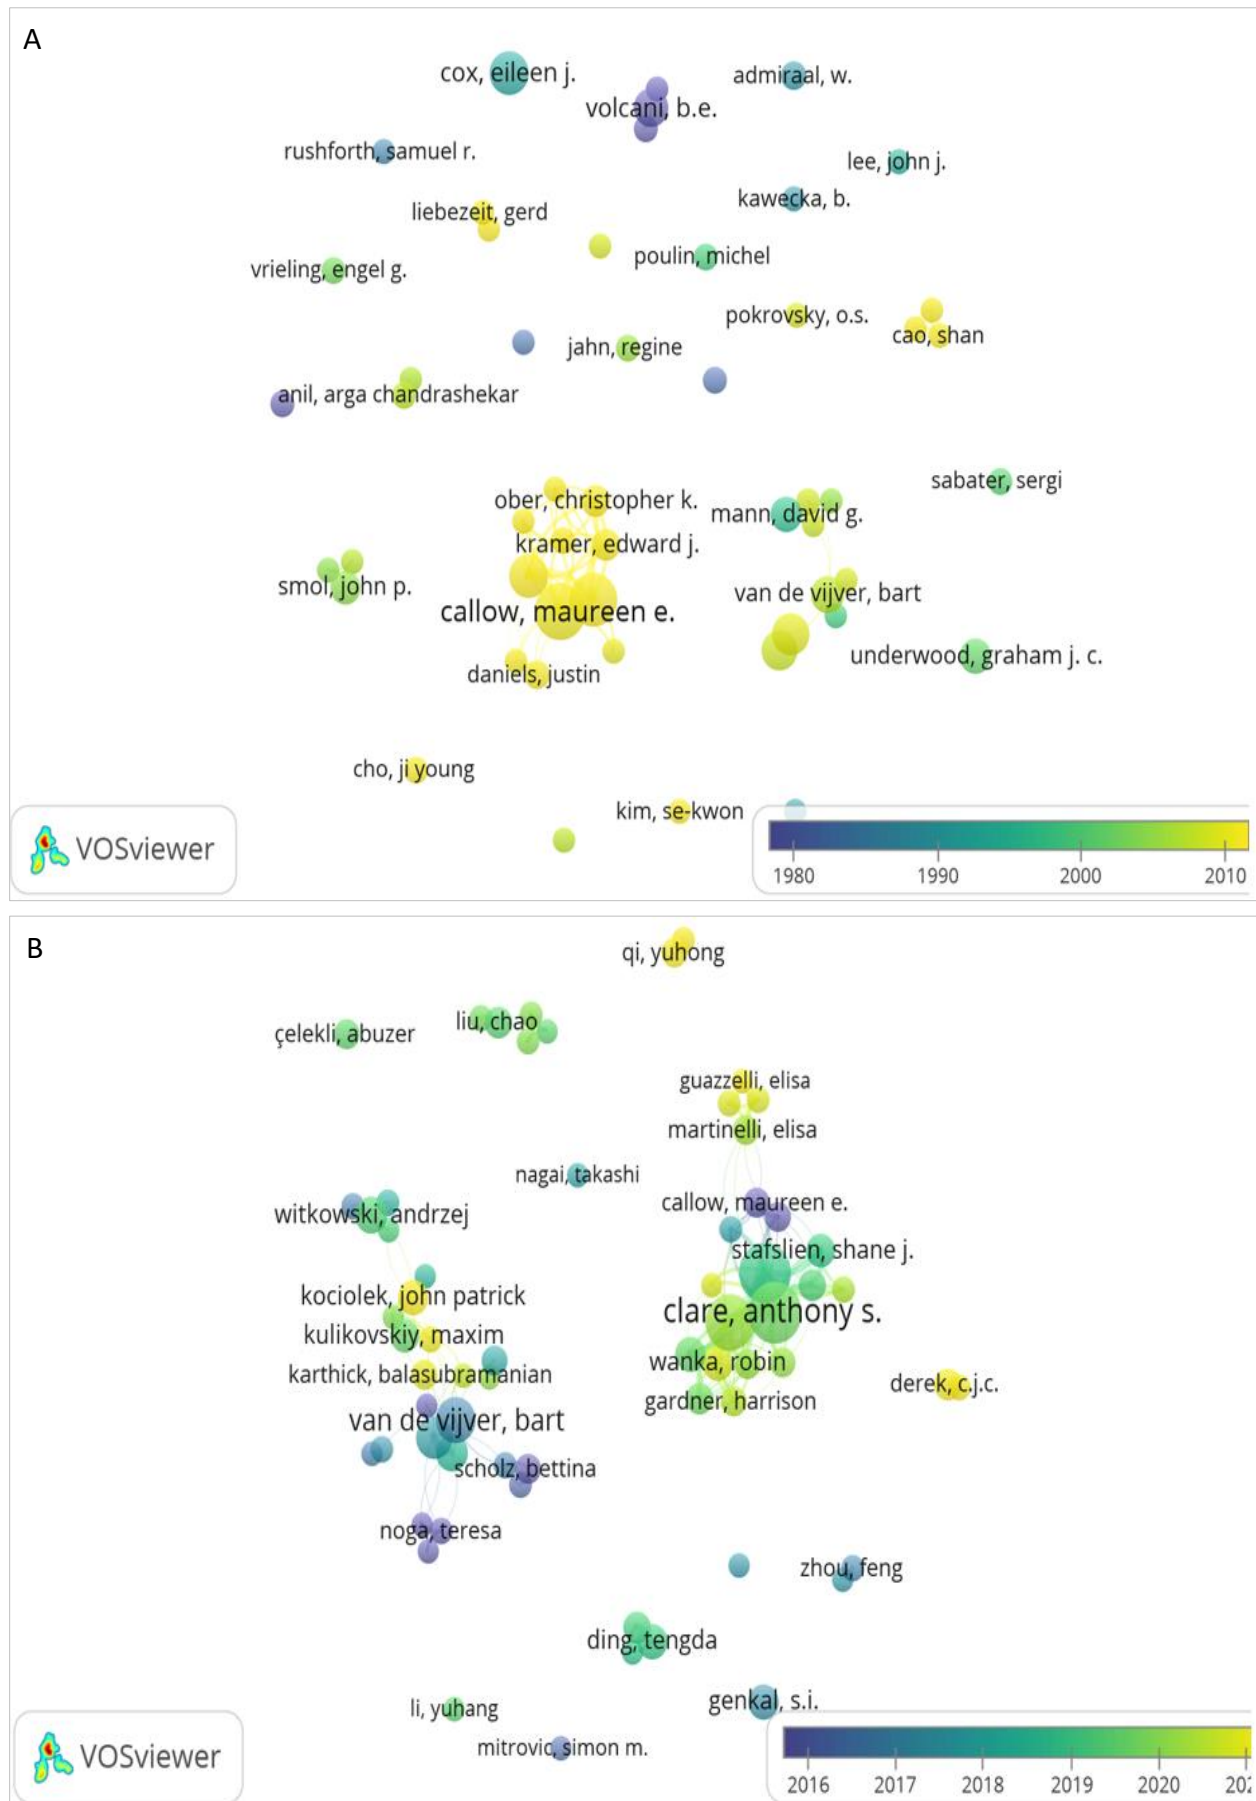 A
cox, eileen j.
admiraal, w.
volcani, b.e.
rushforth, samuel r.
lee, john j.
kawecka, b.
liebezeit, gerd
poulin, michel
vrieling, engel g.
pokrovsky, o.s.
cao, shan
jahn, regine
anil, arga chandrashekar
sabater, sergi
ober, christopher k.
mann, david g.
kramer, edward j.
smol, john p.
van de vijver, bart
callow, maureen e.
underwood, graham j. c.
daniels, justin
cho, ji young
kim, se-kwon
VOSviewer
1980 1990 2000 2010
B
qi, yuhong
liu, chao
çelekli, abuzer
guazzelli, elisa
martinelli, elisa
nagai, takashi
callow, maureen e.
witkowski, andrzej
stafslien, shane j.
kociolek, john patrick
clare, anthony s.
kulikovskiy, maxim
wanka, robin
karthick, balasubramanian
derek, c.j.c.
gardner, harrison
van de vijver, bart
scholz, bettina
noga, teresa
zhou, feng
ding, tengda
genkal, s.i.
li, yuhang
mitrovic, simon m.
VOSviewer
2016 2017 2018 2019 2020